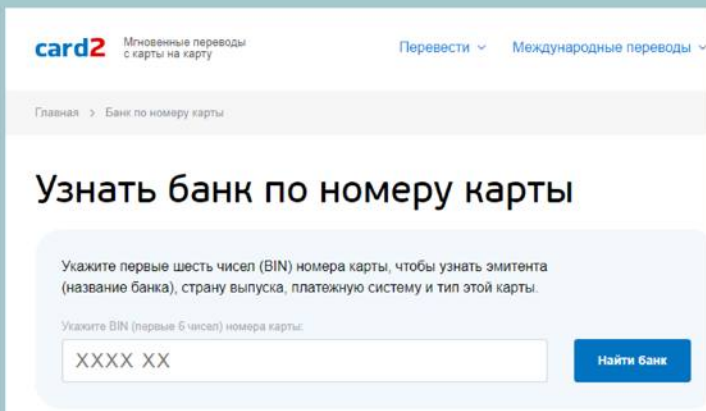 card2
Мгновенные переводы
с карты на карту
Перевести
Международные переводы
Главная > Банк по номеру карты
Узнать банк по номеру карты
Укажите первые шесть чисел (BIN) номера карты, чтобы узнать эмитента
(название банка), страну выпуска, платежную систему и тип этой карты.
Укажите BIN (первые 6 чисел) номера карты:
XXXX XX
Найти банк